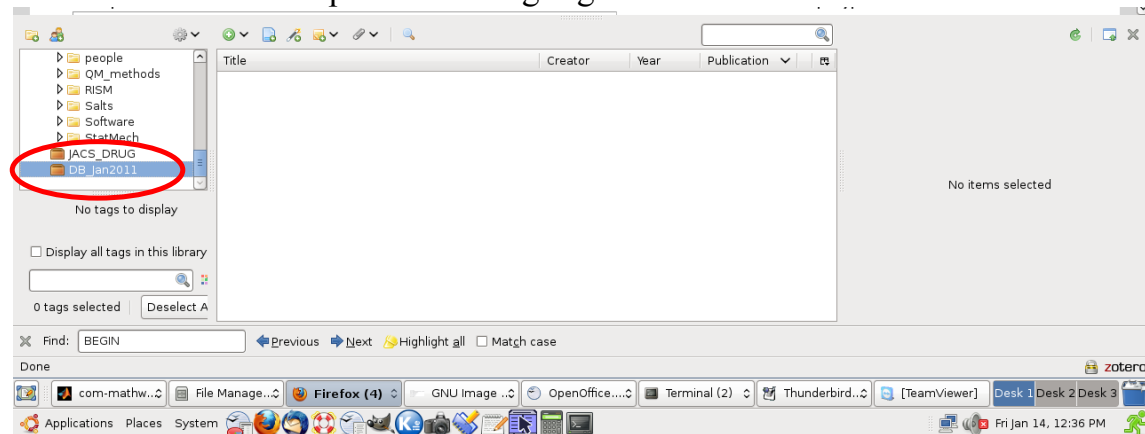 people
QM_methods
RISM
Salts
Software
StatMech
JACS_DRUG
DB_Jan2011
Title Creator Year Publication
No items selected
No tags to display
Display all tags in this library
0 tags selected Deselect A
Find: BEGIN Previous Next Highlight all Match case
Done zotero
com-mathw... File Manage... Firefox (4) GNU Image .. OpenOffice.... Terminal (2) Thunderbird.. [TeamViewer] Desk 1 Desk 2 Desk 3
Applications Places System Fri Jan 14, 12:36 PM